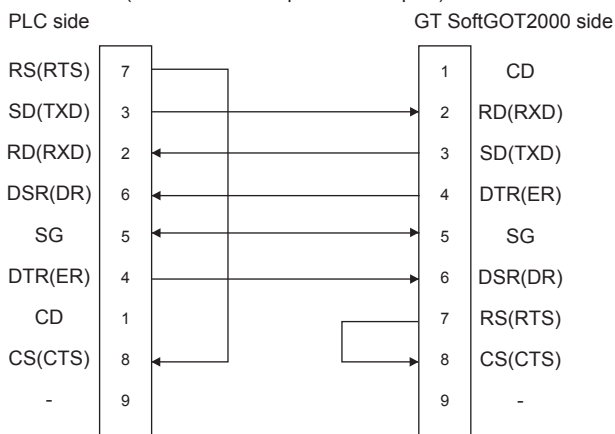 PLC side GT SoftGOT2000 side
RS(RTS) 7 1 CD
SD(TXD) 3 2 RD(RXD)
RD(RXD) 2 3 SD(TXD)
DSR(DR) 6 4 DTR(ER)
SG 5 5 SG
DTR(ER) 4 6 DSR(DR)
CD 1 7 RS(RTS)
CS(CTS) 8 8 CS(CTS)
- 9 9 -